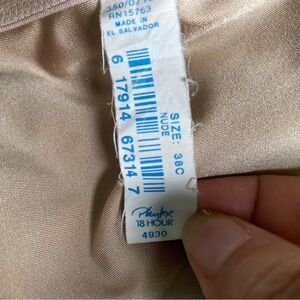 RN15763
MADE IN
EL SALVADOR
6 17914 67314 7
SIZE: 38C
NUDE
Playtex
18 HOUR
4930